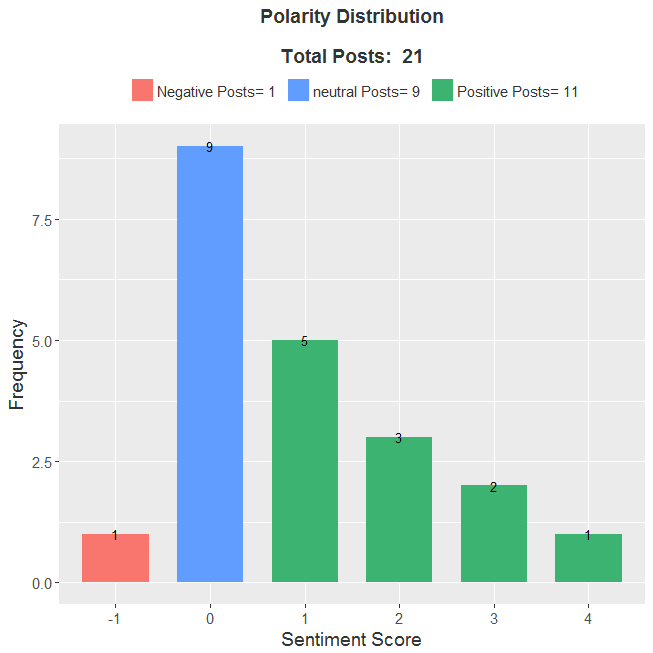 Polarity Distribution
Total Posts:  21
Negative Posts= 1 neutral Posts= 9 Positive Posts= 11
9
7.5
5.0
5
3
2.5
2
1
1
0.0
Frequency
-1 0 1 2 3 4
Sentiment Score